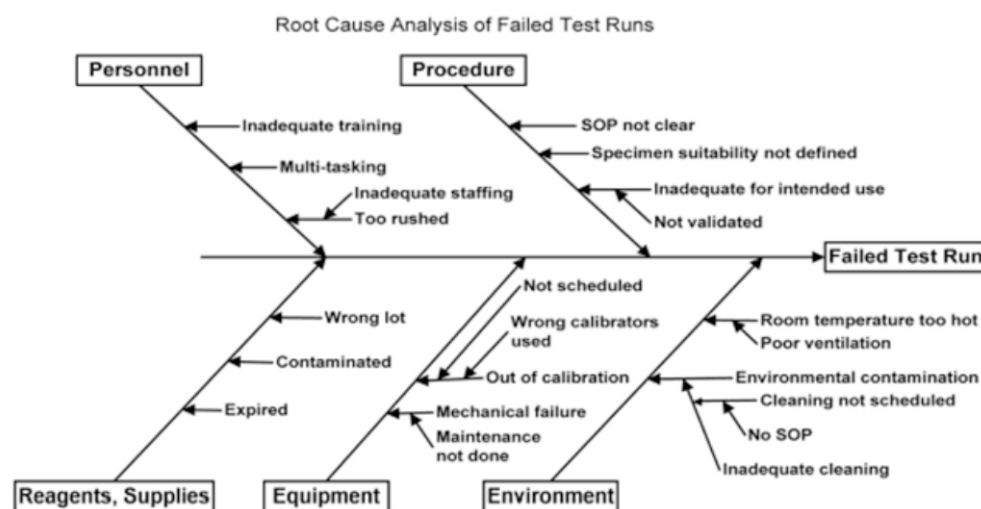 Root Cause Analysis of Failed Test Runs
Personnel
Procedure
Inadequate training
Multi-tasking
Inadequate staffing
Too rushed
SOP not clear
Specimen suitability not defined
Inadequate for intended use
Not validated
Failed Test Run
Wrong lot
Contaminated
Expired
Not scheduled
Wrong calibrators
used
Out of calibration
Mechanical failure
Maintenance
not done
Room temperature too hot
Poor ventilation
Environmental contamination
Cleaning not scheduled
No SOP
Inadequate cleaning
Reagents, Supplies
Equipment
Environment